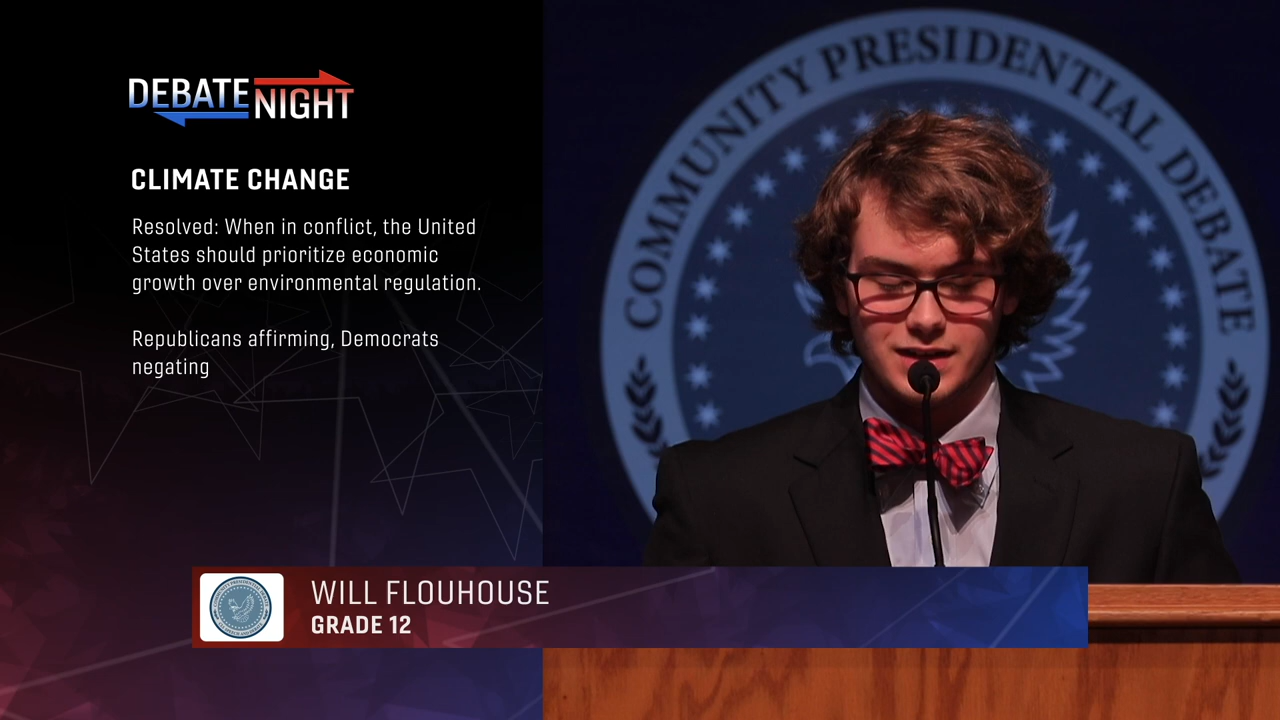 DEBATE NIGHT
CLIMATE CHANGE
Resolved: When in conflict, the United
States should prioritize economic
growth over environmental regulation.
Republicans affirming, Democrats
negating
COMMUNITY PRESIDENTIAL DEBATE
WILL FLOUHOUSE
GRADE 12